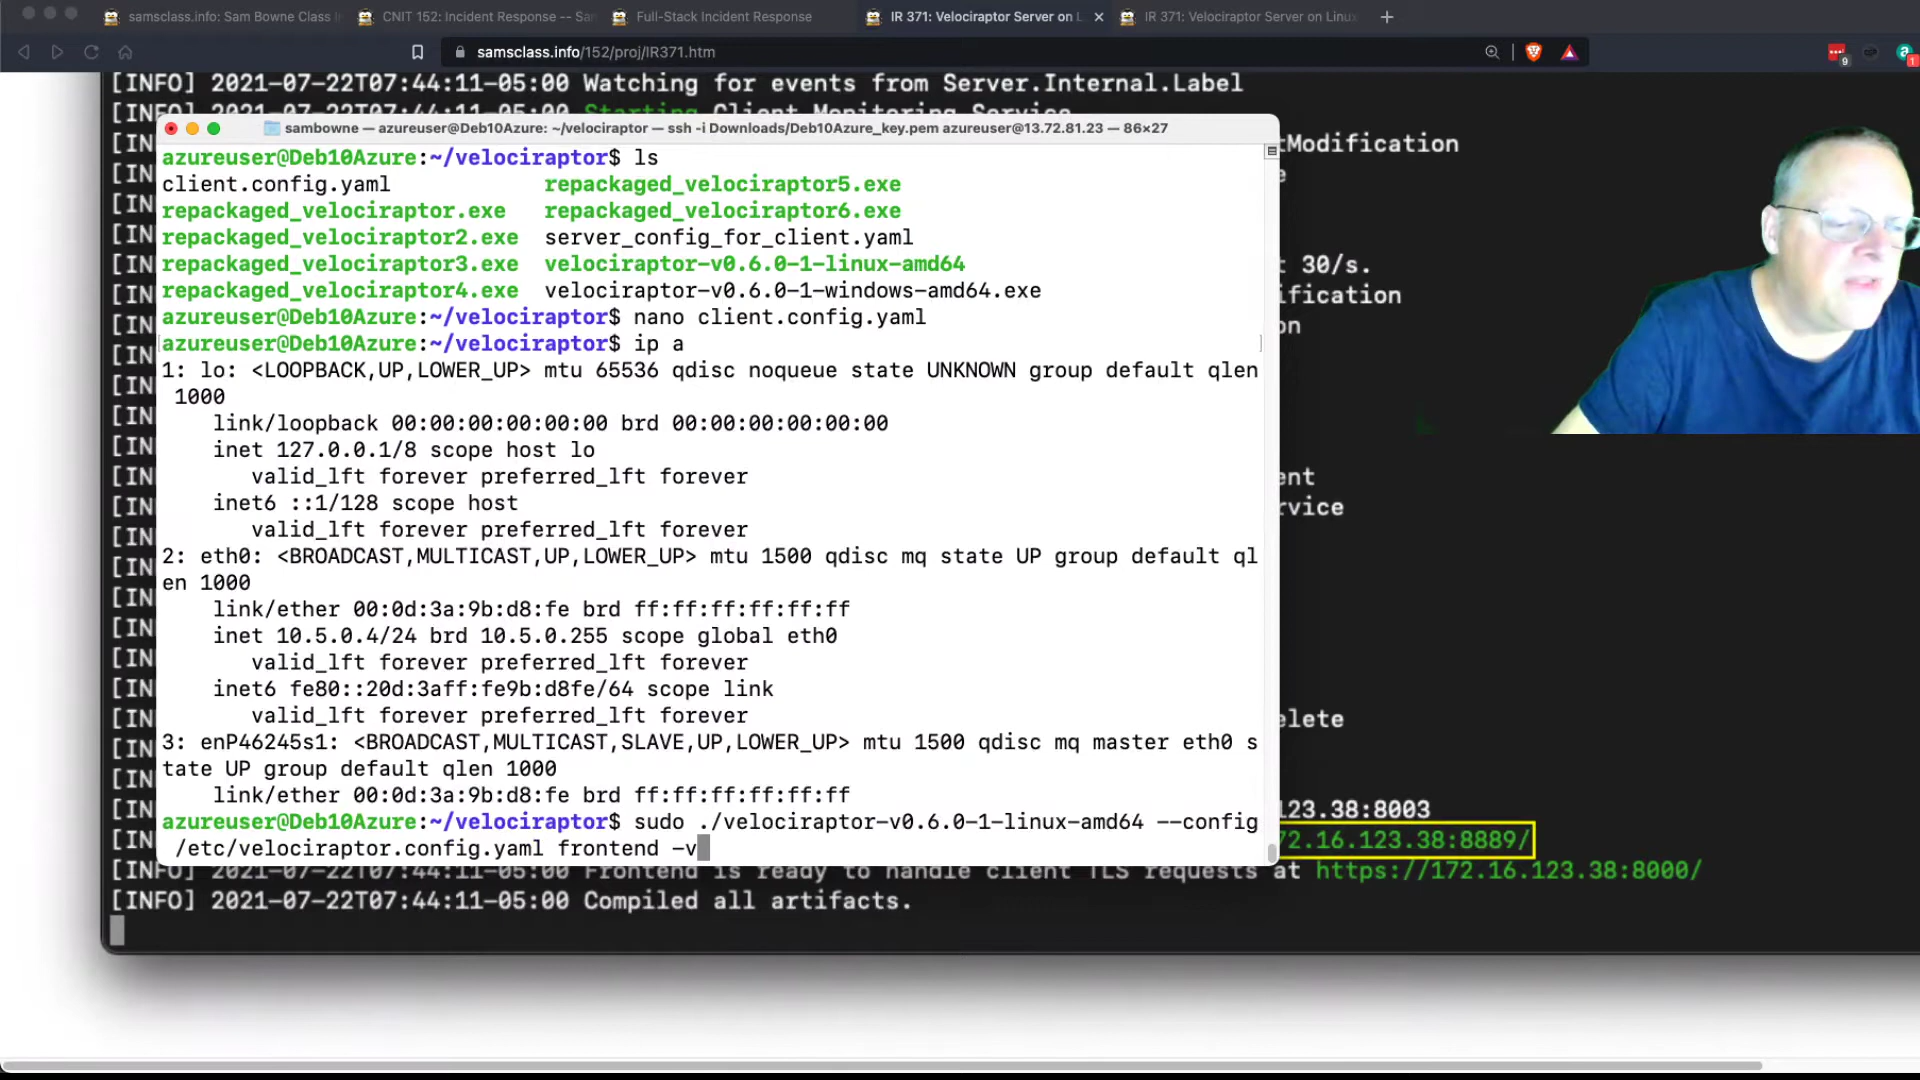 samsclass.info: Sam Bowne Class I
CNIT 152: Incident Response -- Sa
Full-Stack Incident Response
IR 371: Velociraptor Server on L
IR 371: Velociraptor Server on Linux
samsclass.info/152/proj/IR371.htm
9
1
[INFO] 2021-07-22T07:44:11-05:00 Watching for events from Server.Internal.Label
[INFO] 2021-07-22T07:44:11-05:00 Starting Client Monitoring Service
sambowne — azureuser@Deb10Azure: ~/velociraptor — ssh -i Downloads/Deb10Azure_key.pem azureuser@13.72.81.23 — 86×27
azureuser@Deb10Azure:~/velociraptor$ ls
client.config.yaml repackaged_velociraptor5.exe
repackaged_velociraptor.exe repackaged_velociraptor6.exe
repackaged_velociraptor2.exe server_config_for_client.yaml
repackaged_velociraptor3.exe velociraptor-v0.6.0-1-linux-amd64
repackaged_velociraptor4.exe velociraptor-v0.6.0-1-windows-amd64.exe
azureuser@Deb10Azure:~/velociraptor$ nano client.config.yaml
azureuser@Deb10Azure:~/velociraptor$ ip a
1: lo: <LOOPBACK,UP,LOWER_UP> mtu 65536 qdisc noqueue state UNKNOWN group default qlen
1000
link/loopback 00:00:00:00:00:00 brd 00:00:00:00:00:00
inet 127.0.0.1/8 scope host lo
valid_lft forever preferred_lft forever
inet6 ::1/128 scope host
valid_lft forever preferred_lft forever
2: eth0: <BROADCAST,MULTICAST,UP,LOWER_UP> mtu 1500 qdisc mq state UP group default ql
en 1000
link/ether 00:0d:3a:9b:d8:fe brd ff:ff:ff:ff:ff:ff
inet 10.5.0.4/24 brd 10.5.0.255 scope global eth0
valid_lft forever preferred_lft forever
inet6 fe80::20d:3aff:fe9b:d8fe/64 scope link
valid_lft forever preferred_lft forever
3: enP46245s1: <BROADCAST,MULTICAST,SLAVE,UP,LOWER_UP> mtu 1500 qdisc mq master eth0 s
tate UP group default qlen 1000
link/ether 00:0d:3a:9b:d8:fe brd ff:ff:ff:ff:ff:ff
azureuser@Deb10Azure:~/velociraptor$ sudo ./velociraptor-v0.6.0-1-linux-amd64 --config
/etc/velociraptor.config.yaml frontend -v
tModification
t 30/s.
ification
on
ent
rvice
elete
123.38:8003
72.16.123.38:8889/
[INFO] 2021-07-22T07:44:11-05:00 Frontend is ready to handle client TLS requests at https://172.16.123.38:8000/
[INFO] 2021-07-22T07:44:11-05:00 Compiled all artifacts.